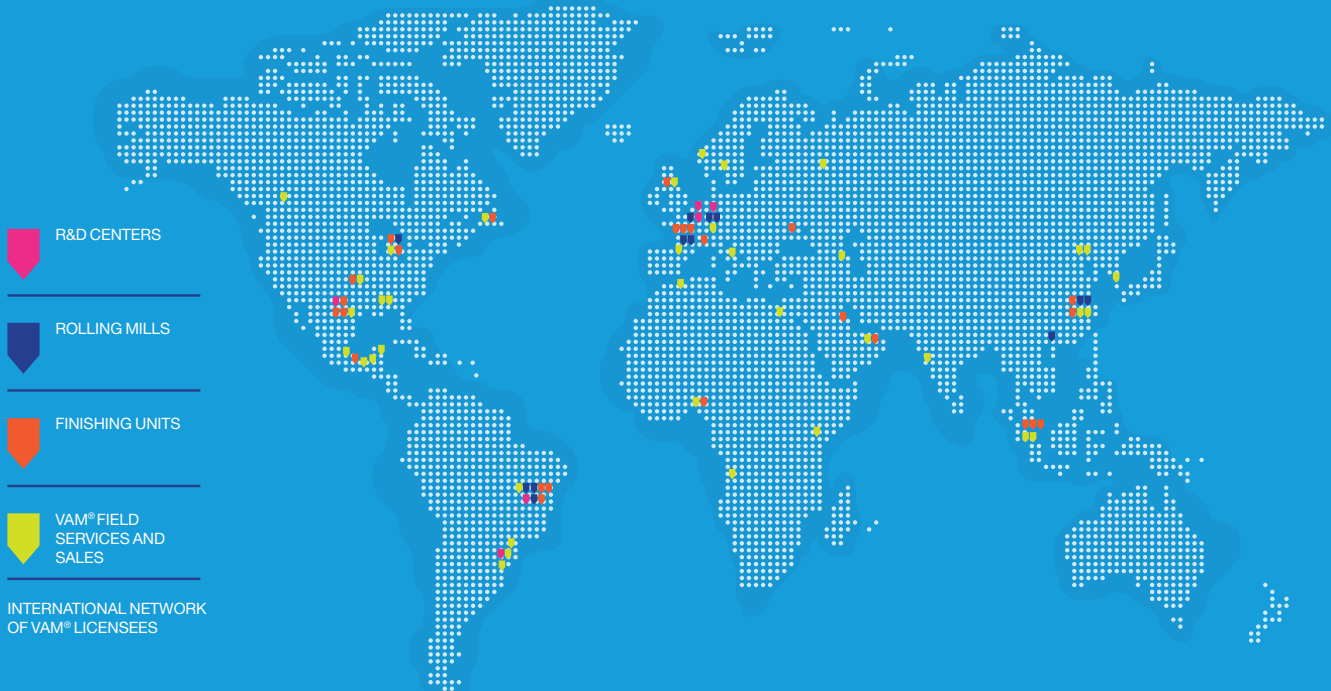 R&D CENTERS
ROLLING MILLS
FINISHING UNITS
VAM® FIELD
SERVICES AND
SALES
INTERNATIONAL NETWORK
OF VAM® LICENSEES